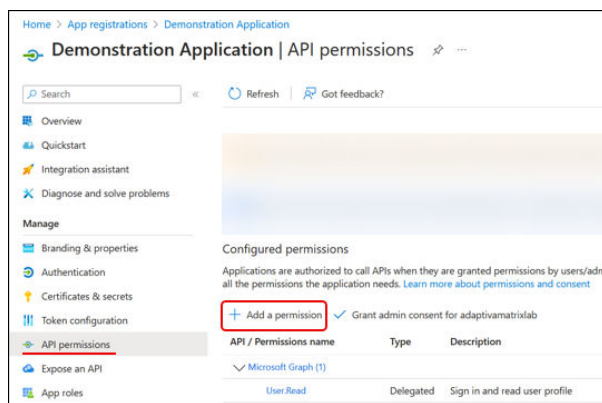 Home > App registrations > Demonstration Application
Demonstration Application | API permissions
Search
Refresh
Got feedback?
Overview
Quickstart
Integration assistant
Diagnose and solve problems
Manage
Branding & properties
Authentication
Certificates & secrets
Token configuration
API permissions
Expose an API
App roles
Configured permissions
Applications are authorized to call APIs when they are granted permissions by users/adm
all the permissions the application needs. Learn more about permissions and consent
Add a permission
Grant admin consent for adaptivamatrixlab
API / Permissions name Type Description
Microsoft Graph (1)
User.Read Delegated Sign in and read user profile